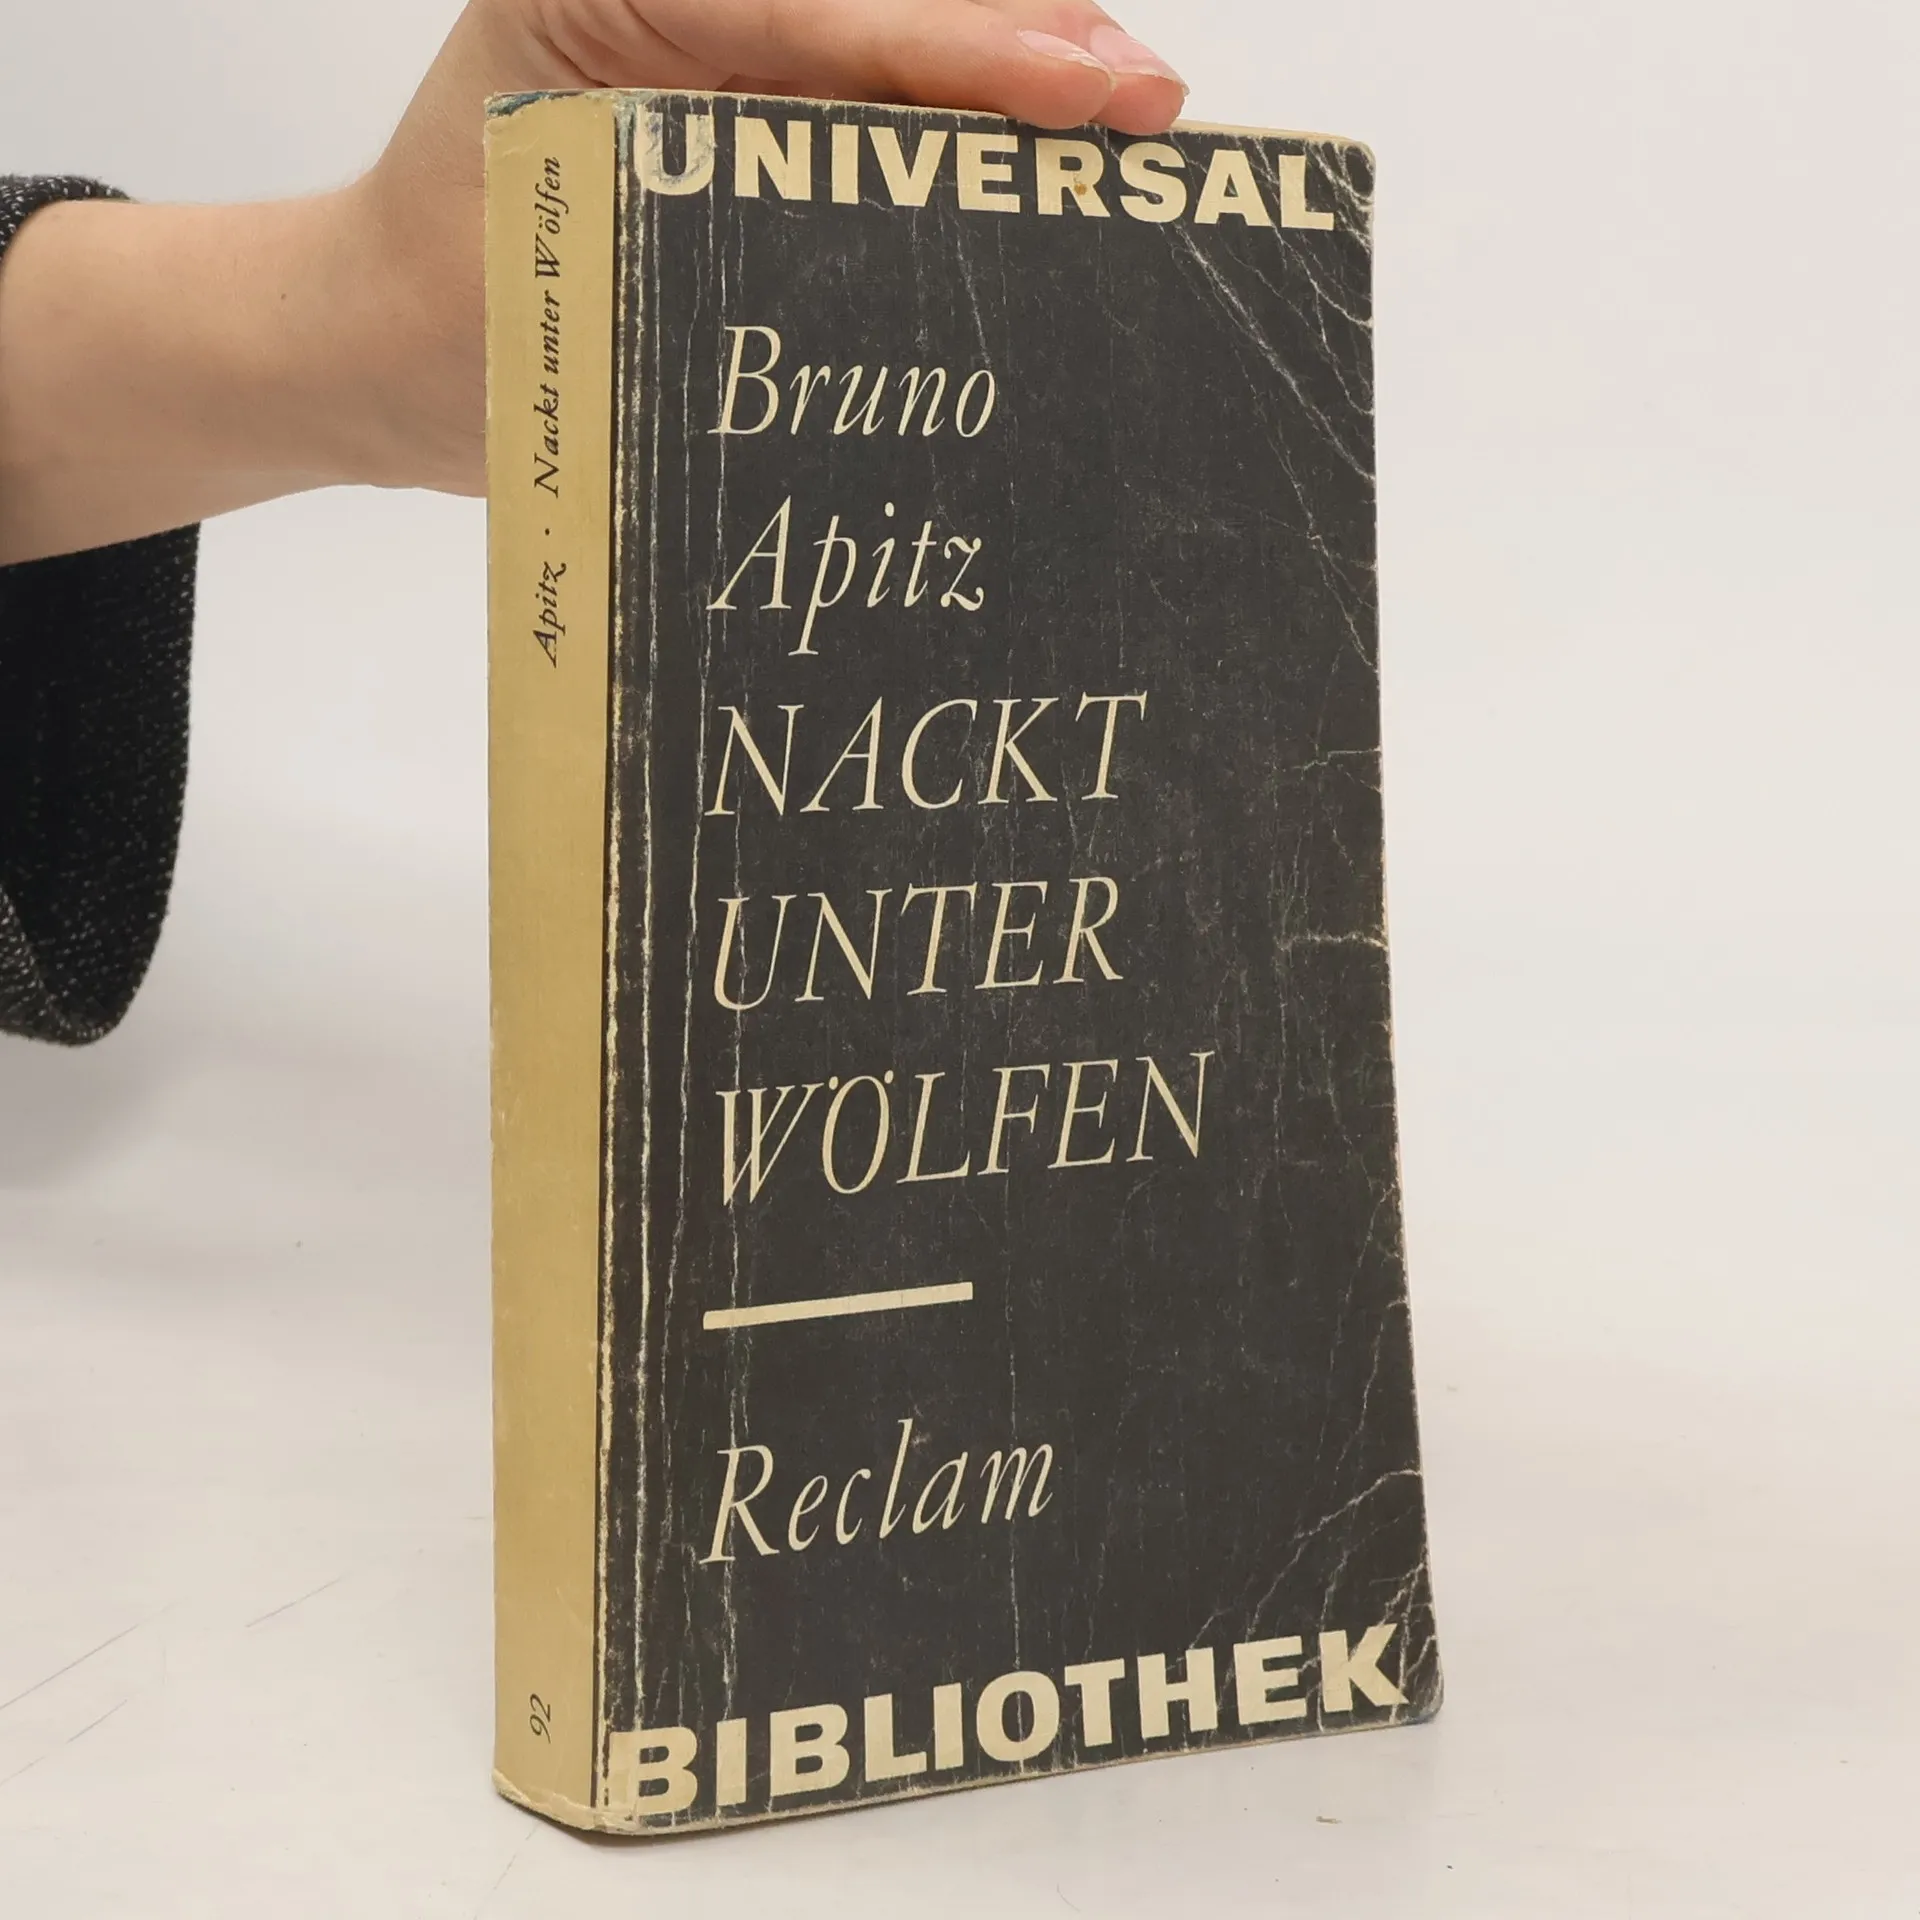 UNIVERSAL
Bruno
Apitz
NACKT
UNTER
WÖLFEN
Reclam
BIBLIOTHEK
Apitz · Nackt unter Wölfen
92